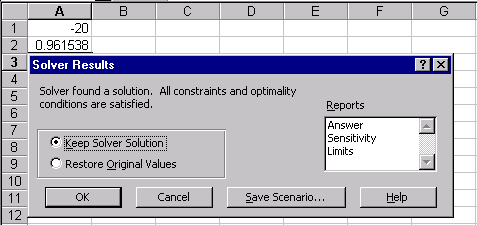 A B C D E F G
1 -20
2 0.961538
3 Solver Results ? ×
4
5 Solver found a solution. All constraints and optimality
6 conditions are satisfied.
Reports
7 Answer
8 Keep Solver Solution Sensitivity
Limits
9 Restore Original Values
10
11 OK Cancel Save Scenario... Help
12